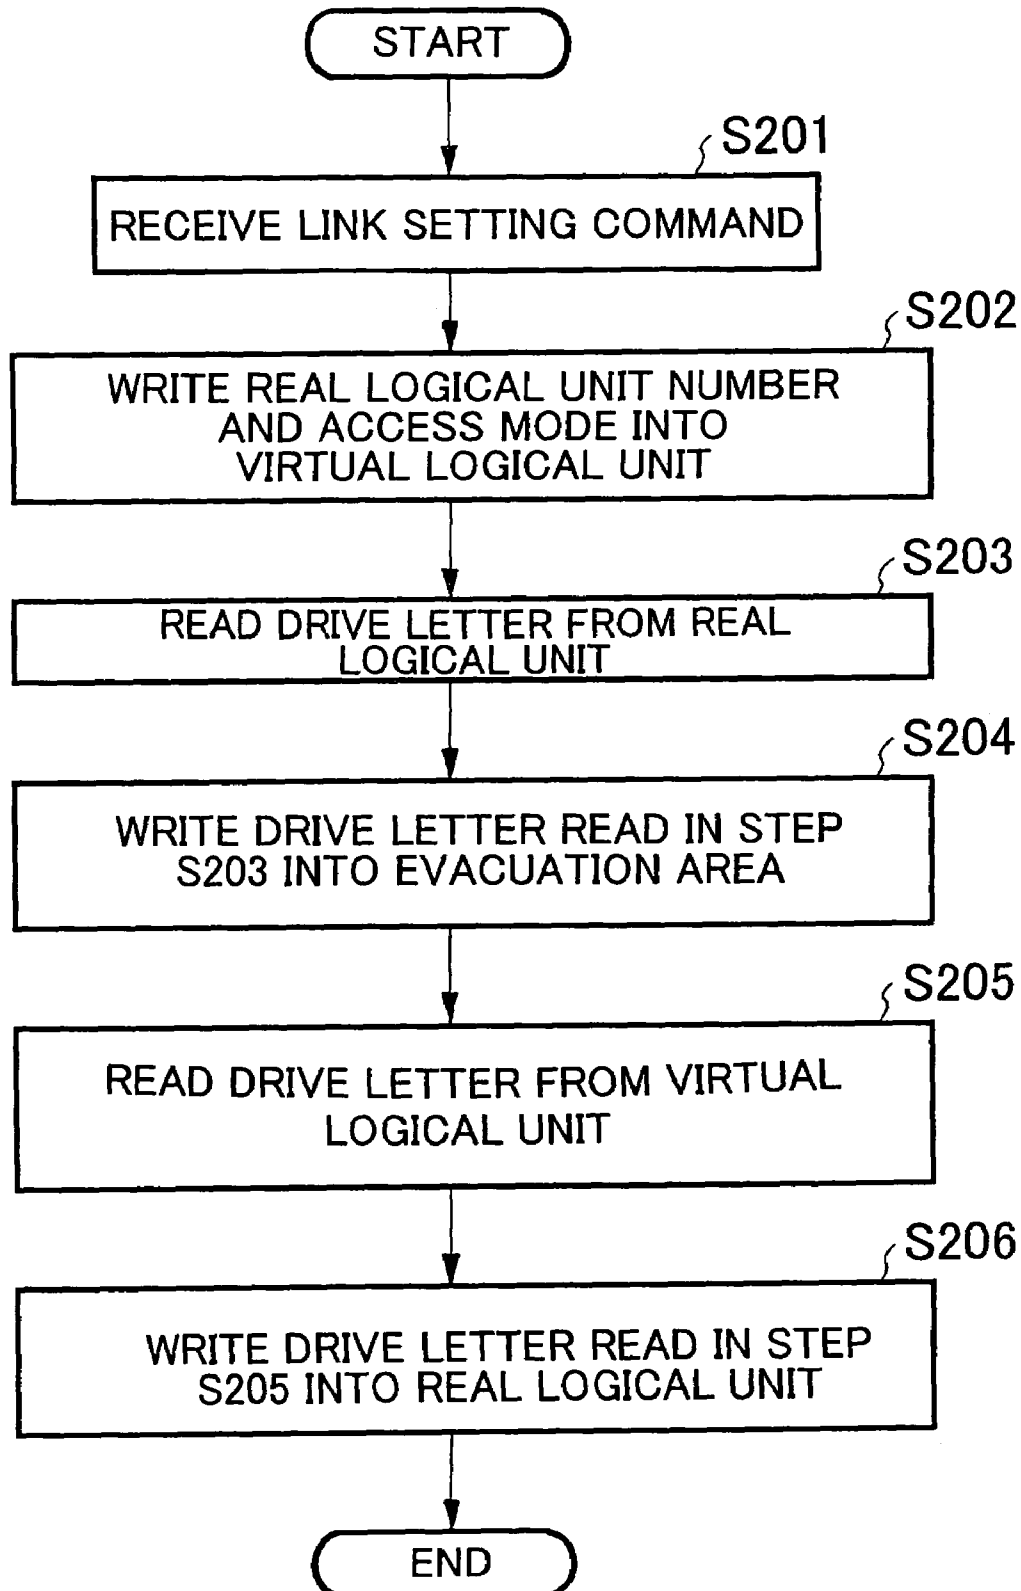 START
S201
RECEIVE LINK SETTING COMMAND
S202
WRITE REAL LOGICAL UNIT NUMBER
AND ACCESS MODE INTO
VIRTUAL LOGICAL UNIT
S203
READ DRIVE LETTER FROM REAL
LOGICAL UNIT
S204
WRITE DRIVE LETTER READ IN STEP
S203 INTO EVACUATION AREA
S205
READ DRIVE LETTER FROM VIRTUAL
LOGICAL UNIT
S206
WRITE DRIVE LETTER READ IN STEP
S205 INTO REAL LOGICAL UNIT
END